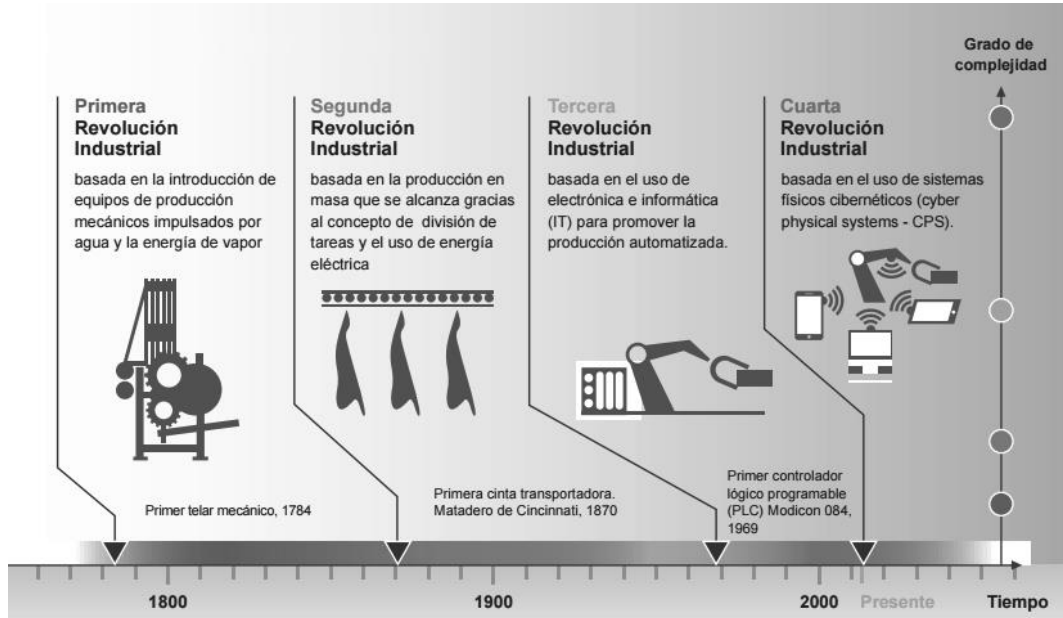 Grado de
complejidad
Primera
Revolución
Industrial
basada en la introducción de
equipos de producción
mecánicos impulsados por
agua y la energía de vapor
Segunda
Revolución
Industrial
basada en la producción en
masa que se alcanza gracias
al concepto de división de
tareas y el uso de energía
eléctrica
Tercera
Revolución
Industrial
basada en el uso de
electrónica e informática
(IT) para promover la
producción automatizada.
Cuarta
Revolución
Industrial
basada en el uso de sistemas
físicos cibernéticos (cyber
physical systems - CPS).
Primer telar mecánico, 1784
Primera cinta transportadora.
Matadero de Cincinnati, 1870
Primer controlador
lógico programable
(PLC) Modicon 084,
1969
1800
1900
2000
Presente
Tiempo